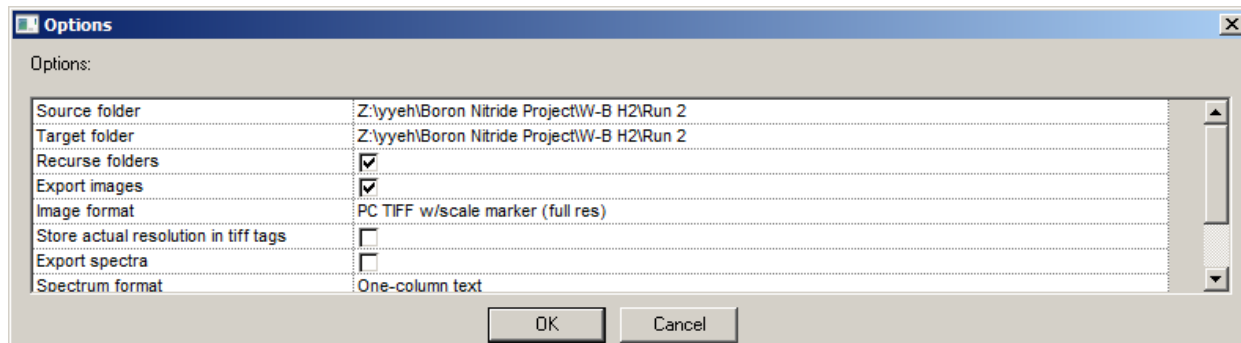 Options
Options:
Source folder Z:\yyeh\Boron Nitride Project\W-B H2\Run 2
Target folder Z:\yyeh\Boron Nitride Project\W-B H2\Run 2
Recurse folders
Export images
Image format PC TIFF w/scale marker (full res)
Store actual resolution in tiff tags
Export spectra
Spectrum format One-column text
OK Cancel